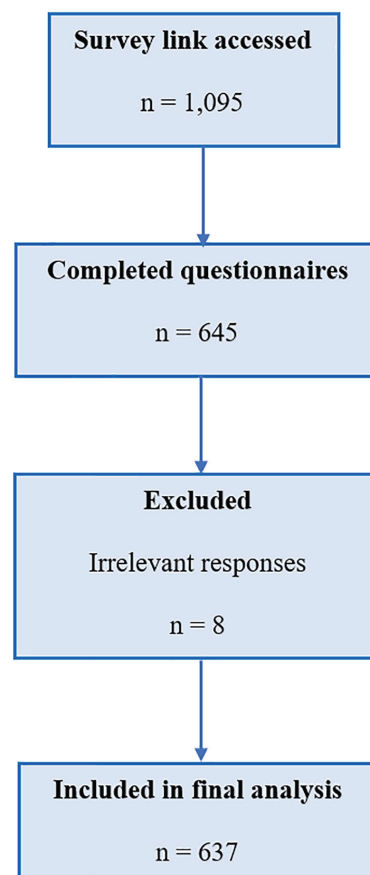 Survey link accessed
n = 1,095
Completed questionnaires
n = 645
Excluded
Irrelevant responses
n = 8
Included in final analysis
n = 637